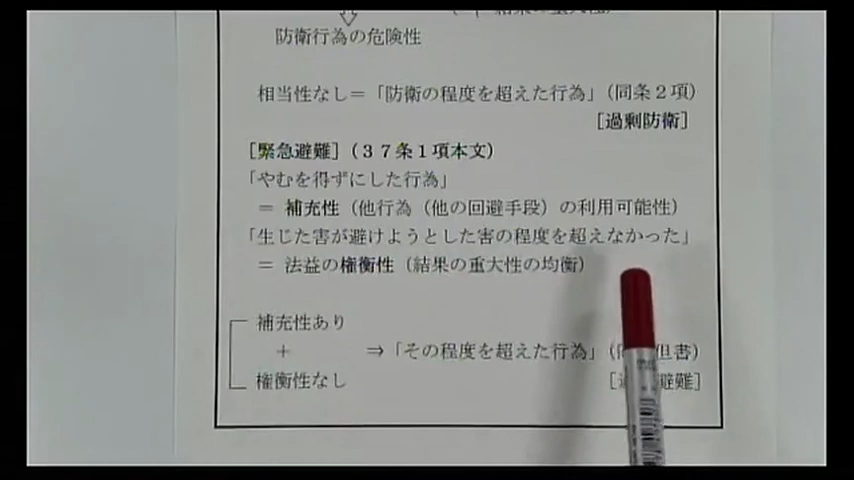 防衛行為の危険性
相当性なし＝「防衛の程度を超えた行為」（同条２項）
［過剰防衛］
［緊急避難］（３７条１項本文）
「やむを得ずにした行為」
＝ 補充性（他行為（他の回避手段）の利用可能性）
「生じた害が避けようとした害の程度を超えなかった」
＝ 法益の権衡性（結果の重大性の均衡）
補充性あり
＋ ⇒「その程度を超えた行為」（ 但書）
権衡性なし ［ 避難］